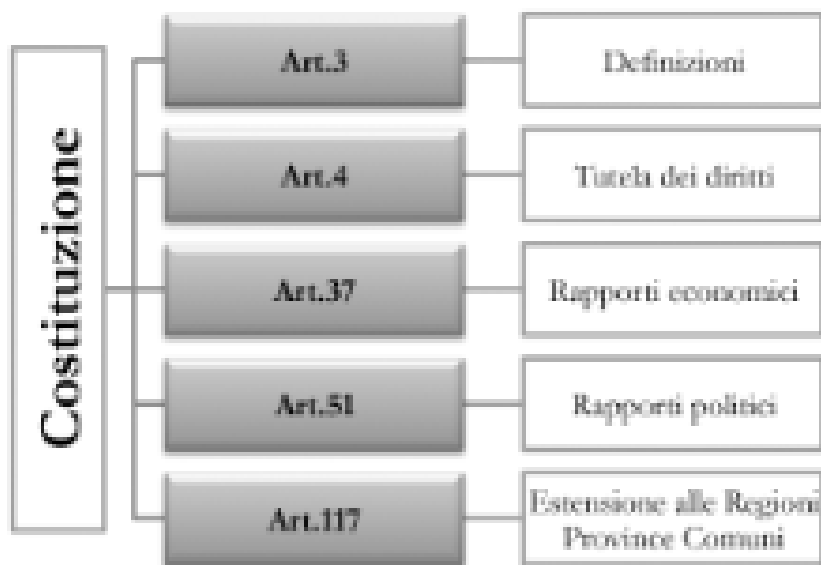 Costituzione
Art.3
Definizioni
Art.4
Tutela dei diritti
Art.37
Rapporti economici
Art.51
Rapporti politici
Art.117
Estensione alle Regioni
Province Comuni